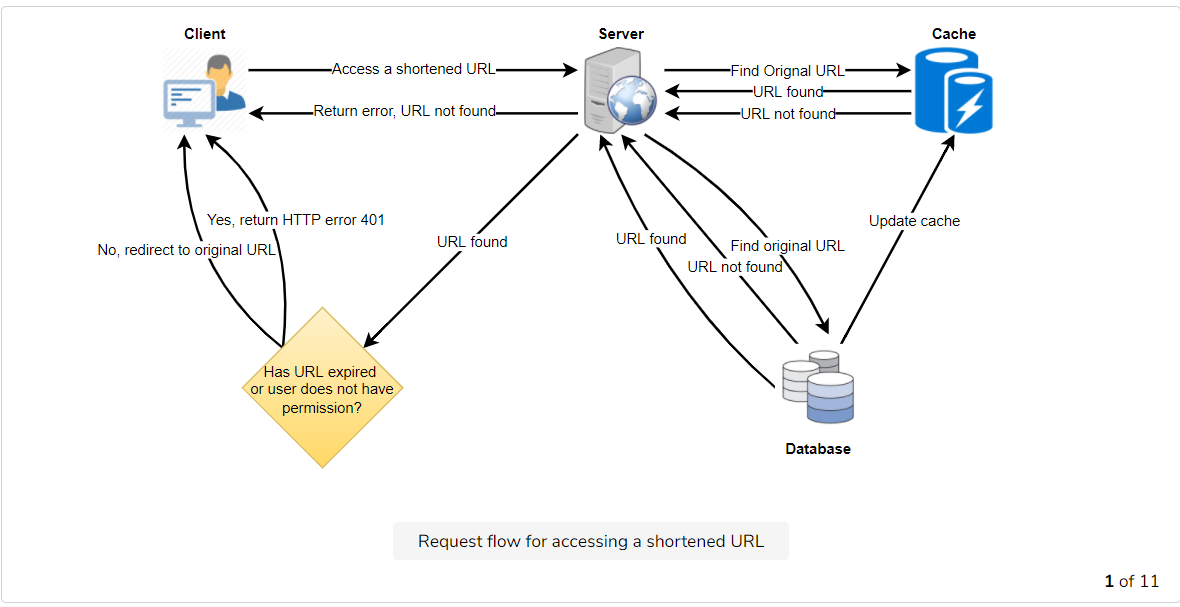 Client
Server
Cache
Access a shortened URL
Find Orignal URL
URL found
Return error, URL not found
URL not found
Yes, return HTTP error 401
Update cache
No, redirect to original URL
URL found
URL found
Find original URL
URL not found
Has URL expired
or user does not have
permission?
Database
Request flow for accessing a shortened URL
1 of 11